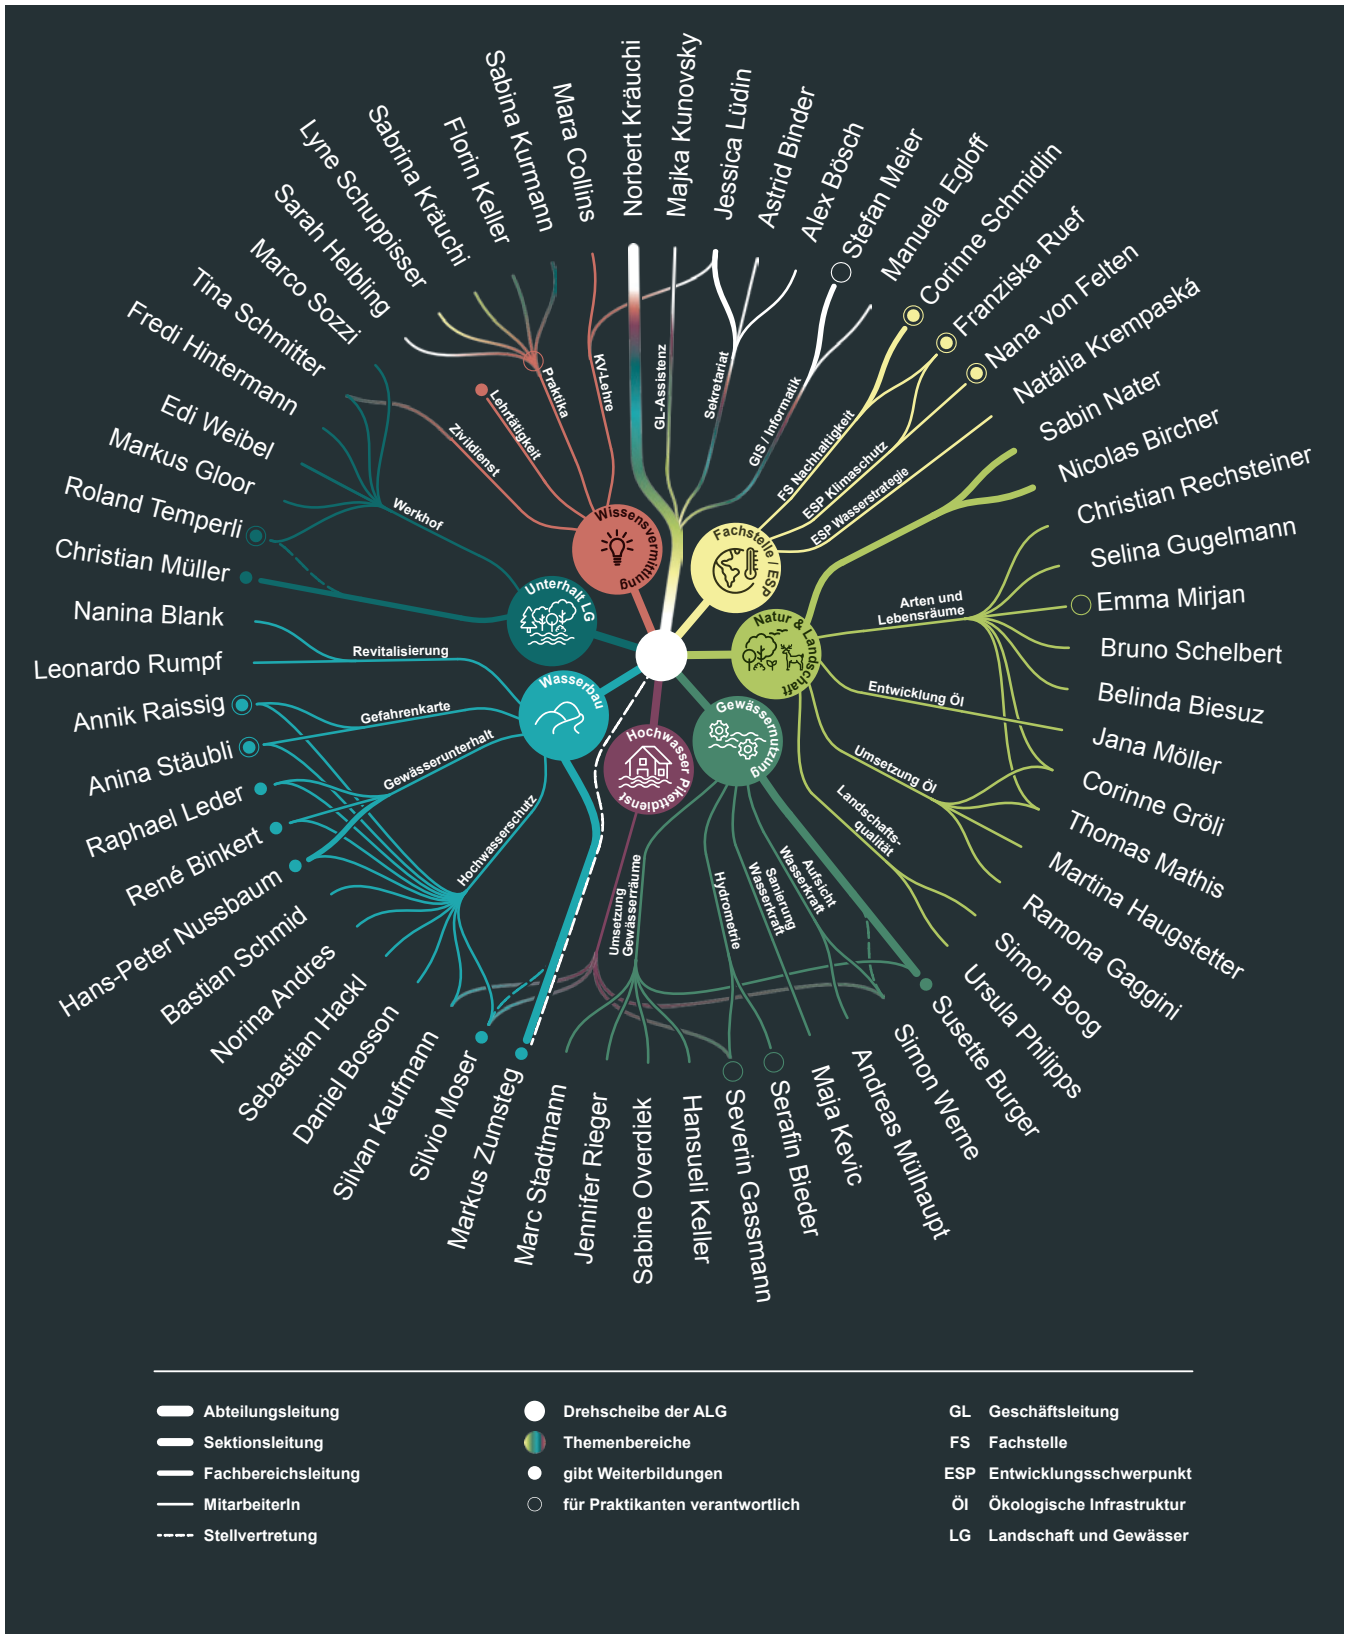 Norbert Kräuchi
Majka Kunovsky
Jessica Lüdin
Astrid Binder
Alex Bösch
Stefan Meier
Manuela Egloff
Corinne Schmidlin
Franziska Ruef
Nana von Felten
Natália Krempaská
Sabin Nater
Nicolas Bircher
Christian Rechsteiner
Selina Gugelmann
Emma Mirjan
Bruno Schelbert
Belinda Biesuz
Jana Möller
Corinne Gröli
Thomas Mathis
Martina Haugstetter
Ramona Gaggini
Simon Boog
Ursula Philipps
Susette Burger
Simon Werne
Andreas Mülhaupt
Maja Kevic
Serafin Bieder
Severin Gassmann
Hansueli Keller
Sabine Overdiek
Jennifer Rieger
Marc Stadtmann
Markus Zumsteg
Silvio Moser
Silvan Kaufmann
Daniel Bosson
Sebastian Hackl
Norina Andres
Bastian Schmid
Hans-Peter Nussbaum
René Binkert
Raphael Leder
Anina Stäubli
Annik Raissig
Leonardo Rumpf
Nanina Blank
Christian Müller
Roland Temperli
Markus Gloor
Edi Weibel
Fredi Hintermann
Tina Schmitter
Marco Sozzi
Sarah Helbling
Lyne Schuppisser
Sabrina Kräuchi
Florin Keller
Sabina Kurmann
Mara Collins
KV-Lehre
GL-Assistenz
Sekretariat
GIS / Informatik
FS Nachhaltigkeit
ESP Klimaschutz
ESP Wasserstrategie
Arten und
Lebensräume
Entwicklung ÖI
Umsetzung ÖI
Landschafts-
qualität
Aufsicht
Wasserkraft
Sanierung
Wasserkraft
Hydrometrie
Umsetzung
Gewässerräume
Hochwasserschutz
Gewässerunterhalt
Gefahrenkarte
Revitalisierung
Werkhof
Zivildienst
Lehrtätigkeit
Praktika
Wissensvermittlung
Fachstelle / ESP
Natur & Landschaft
Gewässernutzung
Hochwasser Pikettdienst
Wasserbau
Unterhalt LG
Abteilungsleitung
Sektionsleitung
Fachbereichsleitung
MitarbeiterIn
Stellvertretung
Drehscheibe der ALG
Themenbereiche
gibt Weiterbildungen
für Praktikanten verantwortlich
GL Geschäftsleitung
FS Fachstelle
ESP Entwicklungsschwerpunkt
ÖI Ökologische Infrastruktur
LG Landschaft und Gewässer